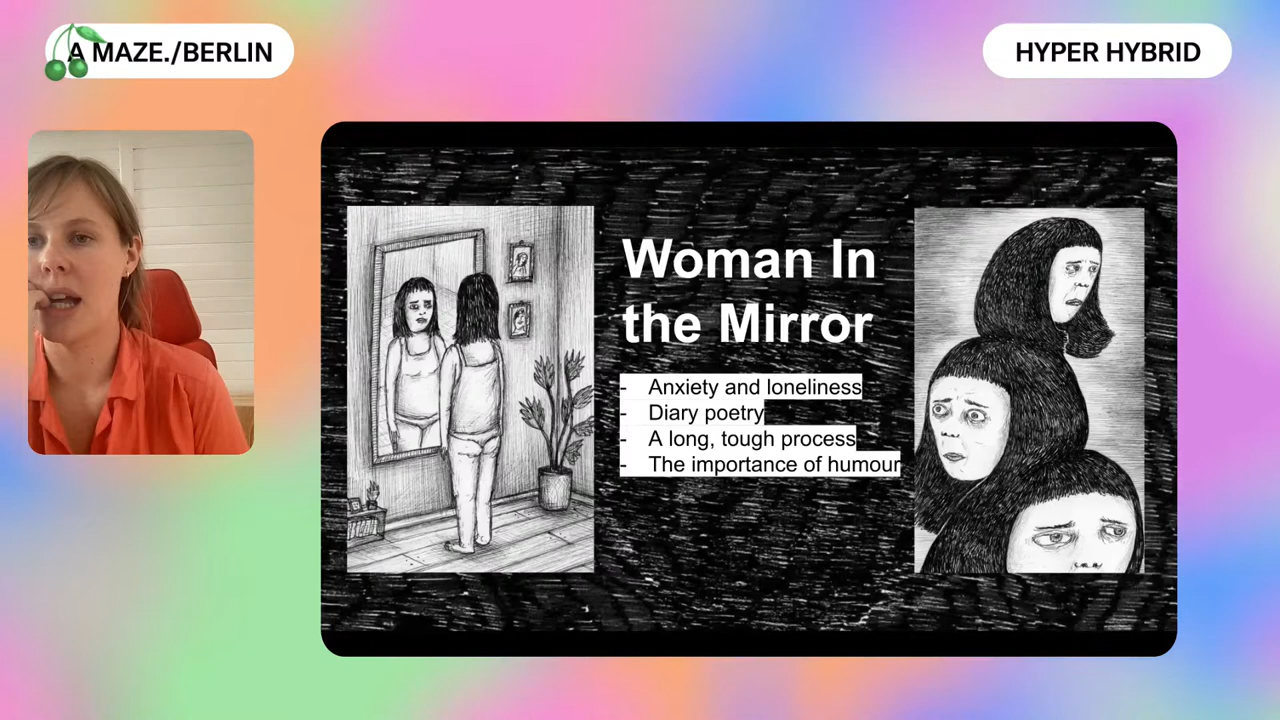 A MAZE./BERLIN
HYPER HYBRID
Woman In
the Mirror
- Anxiety and loneliness
- Diary poetry
- A long, tough process
- The importance of humour